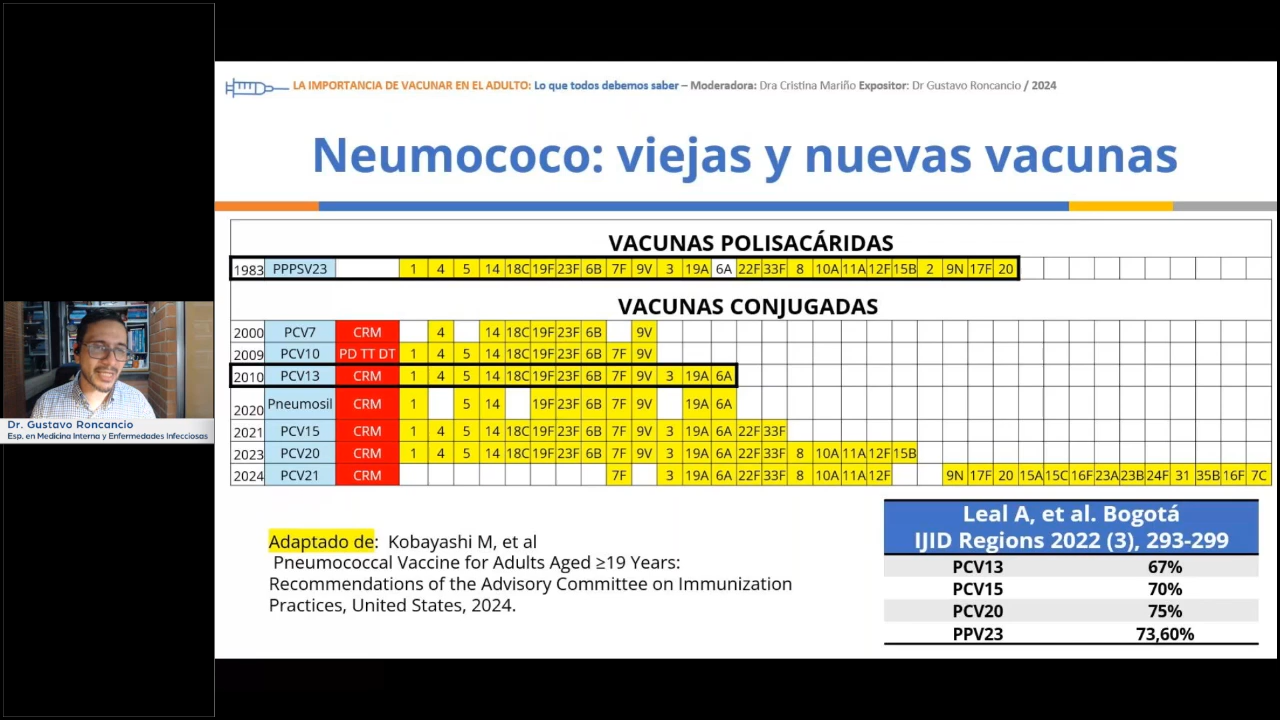 LA IMPORTANCIA DE VACUNAR EN EL ADULTO: Lo que todos debemos saber – Moderadora: Dra Cristina Mariño Expositor: Dr Gustavo Roncancio / 2024
Neumococo: viejas y nuevas vacunas
VACUNAS POLISACÁRIDAS
1983 PPPSV23 1 4 5 14 18C 19F 23F 6B 7F 9V 3 19A 6A 22F 33F 8 10A 11A 12F 15B 2 9N 17F 20
VACUNAS CONJUGADAS
2000 PCV7 CRM 4 14 18C 19F 23F 6B 9V
2009 PCV10 PD TT DT 1 4 5 14 18C 19F 23F 6B 7F 9V
2010 PCV13 CRM 1 4 5 14 18C 19F 23F 6B 7F 9V 3 19A 6A
2020 Pneumosil CRM 1 5 14 19F 23F 6B 7F 9V 19A 6A
2021 PCV15 CRM 1 4 5 14 18C 19F 23F 6B 7F 9V 3 19A 6A 22F 33F
2023 PCV20 CRM 1 4 5 14 18C 19F 23F 6B 7F 9V 3 19A 6A 22F 33F 8 10A 11A 12F 15B
2024 PCV21 CRM 7F 3 19A 6A 22F 33F 8 10A 11A 12F 9N 17F 20 15A 15C 16F 23A 23B 24F 31 35B 16F 7C
Dr. Gustavo Roncancio
Esp. en Medicina Interna y Enfermedades Infecciosas
Adaptado de: Kobayashi M, et al
Pneumococcal Vaccine for Adults Aged ≥19 Years:
Recommendations of the Advisory Committee on Immunization
Practices, United States, 2024.
Leal A, et al. Bogotá
IJID Regions 2022 (3), 293-299
PCV13 67%
PCV15 70%
PCV20 75%
PPV23 73,60%